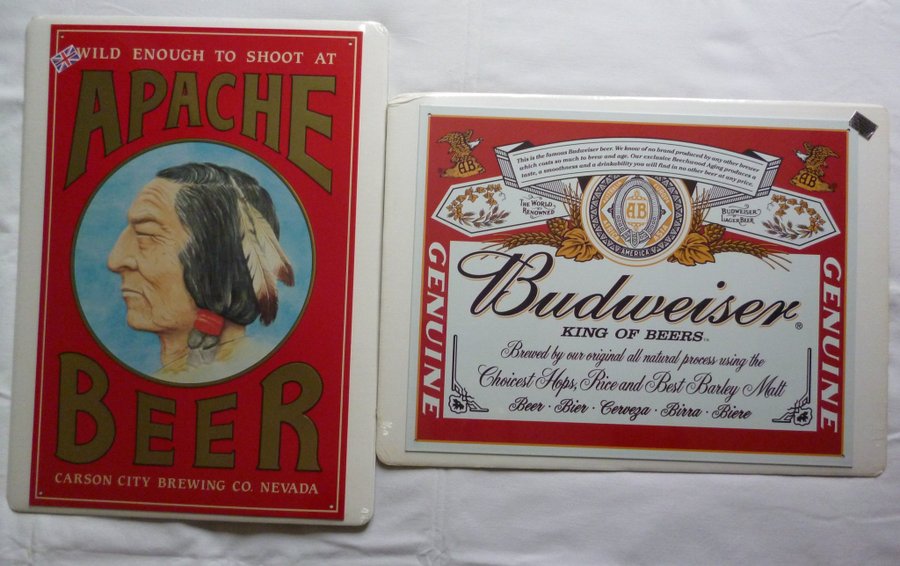 WILD ENOUGH TO SHOOT AT
APACHE
BEER
CARSON CITY BREWING CO. NEVADA
This is the famous Budweiser beer. We know of no brand produced by any other brewer
which costs so much to brew and age. Our exclusive Beechwood Aging produces a
taste, a smoothness and a drinkability you will find in no other beer at any price.
AB
AB
THE WORLD
RENOWNED
AB
AMERICA
BUDWEISER
LAGER BEER
GENUINE
Budweiser®
KING OF BEERS™
Brewed by our original all natural process using the
Choicest Hops, Rice and Best Barley Malt
Beer · Bier · Cerveza · Birra · Biere
GENUINE